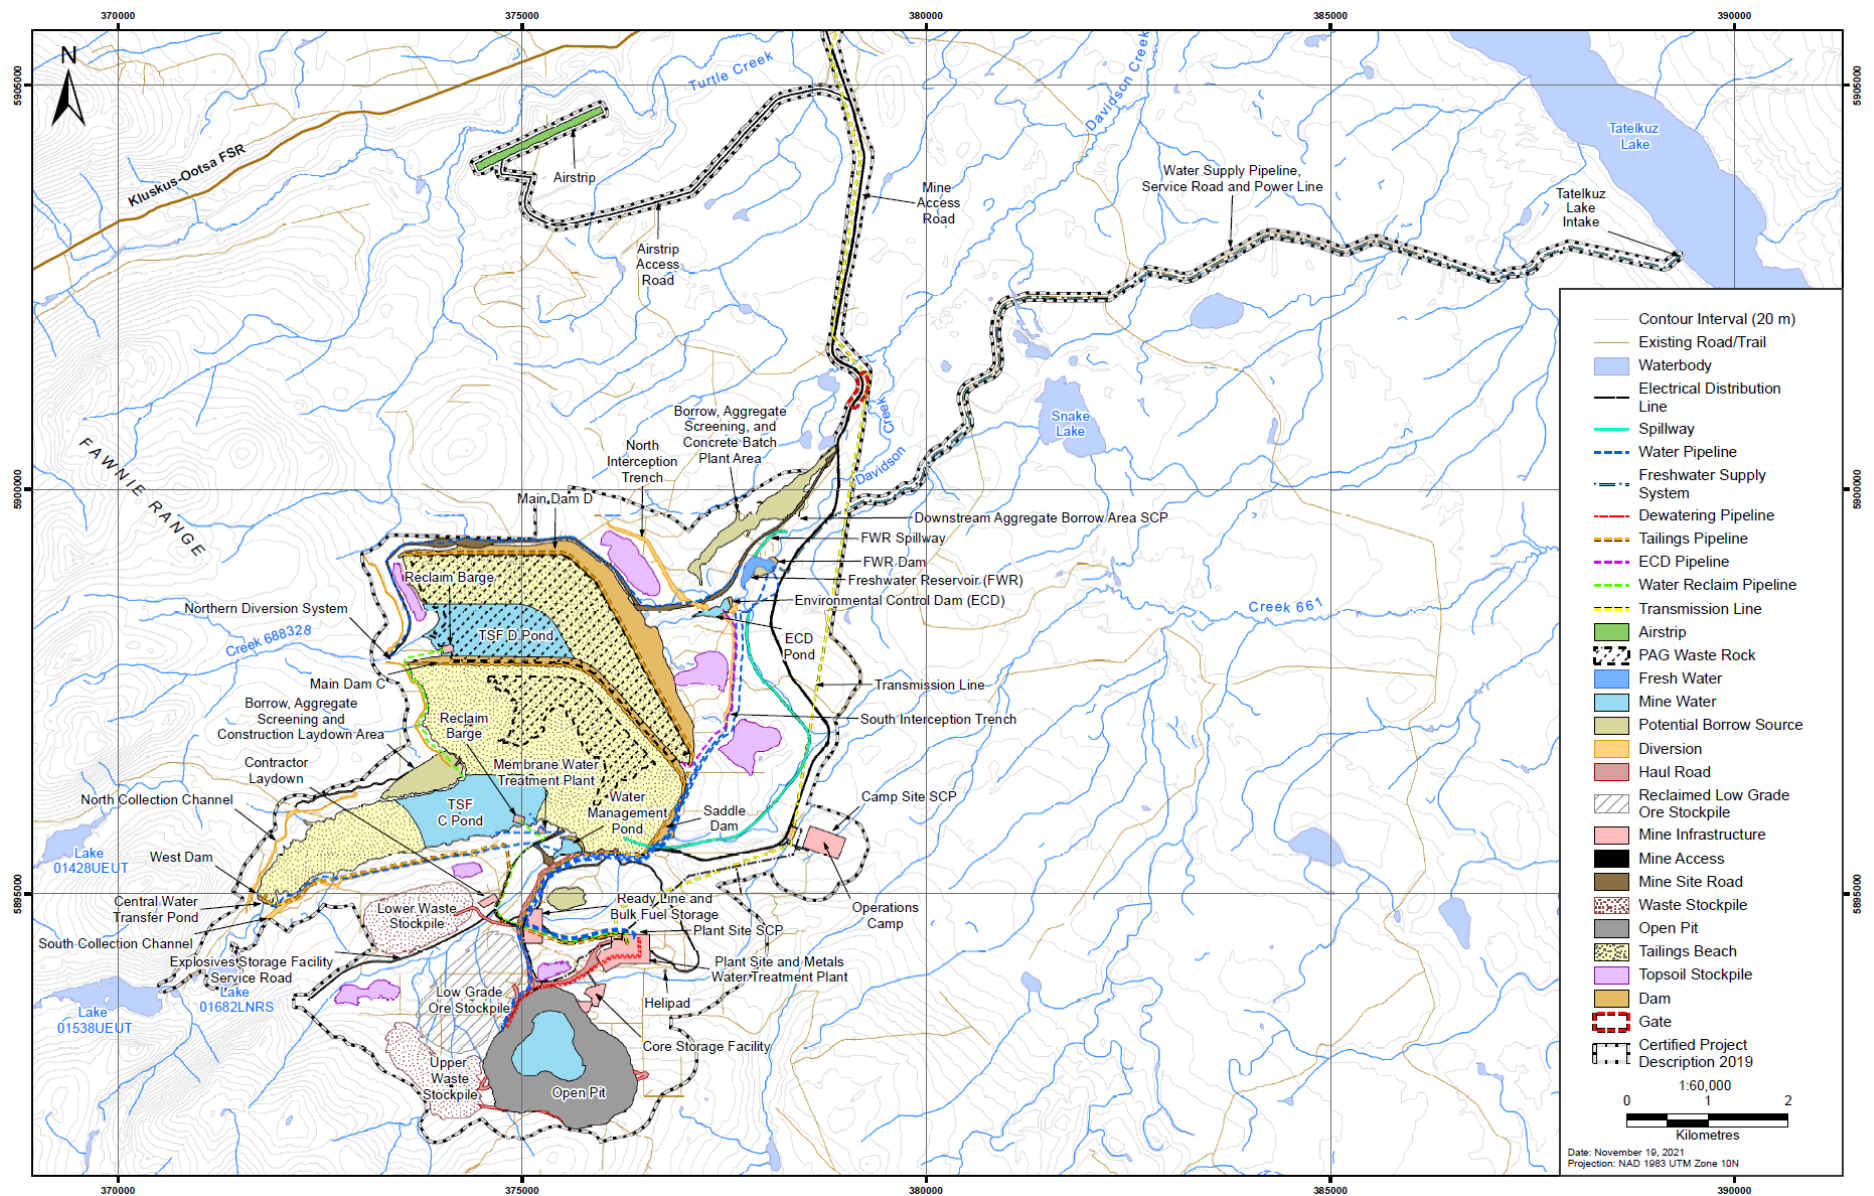 370000
375000
380000
385000
390000
N
5905000
5905000
Turtle Creek
Davidson Creek
Tatelkuz
Lake
Kluskus-Ootsa FSR
Airstrip
Water Supply Pipeline,
Service Road and Power Line
Mine
Access
Road
Tatelkuz
Lake
Intake
Airstrip
Access
Road
Snake
Lake
Davidson Creek
FAWNIE RANGE
Borrow, Aggregate
Screening, and
Concrete Batch
Plant Area
North
Interception
Trench
Main Dam D
5900000
5900000
Downstream Aggregate Borrow Area SCP
FWR Spillway
FWR Dam
Freshwater Reservoir (FWR)
Environmental Control Dam (ECD)
ECD
Pond
Reclaim Barge
Northern Diversion System
Creek 688328
TSF D Pond
Creek 661
Main Dam C
Transmission Line
South Interception Trench
Borrow, Aggregate
Screening and
Construction Laydown Area
Reclaim
Barge
Contractor
Laydown
Membrane Water
Treatment Plant
North Collection Channel
TSF
C Pond
Water
Management
Pond
Saddle
Dam
Camp Site SCP
Lake
01428UEUT
West Dam
Central Water
Transfer Pond
South Collection Channel
Lower Waste
Stockpile
Ready Line and
Bulk Fuel Storage
Plant Site SCP
Operations
Camp
5895000
5895000
Explosives Storage Facility
Service Road
Plant Site and Metals
Water Treatment Plant
Lake
01682LNRS
Lake
01538UEUT
Low Grade
Ore Stockpile
Helipad
Core Storage Facility
Upper
Waste
Stockpile
Open Pit
Contour Interval (20 m)
Existing Road/Trail
Waterbody
Electrical Distribution
Line
Spillway
Water Pipeline
Freshwater Supply
System
Dewatering Pipeline
Tailings Pipeline
ECD Pipeline
Water Reclaim Pipeline
Transmission Line
Airstrip
PAG Waste Rock
Fresh Water
Mine Water
Potential Borrow Source
Diversion
Haul Road
Reclaimed Low Grade
Ore Stockpile
Mine Infrastructure
Mine Access
Mine Site Road
Waste Stockpile
Open Pit
Tailings Beach
Topsoil Stockpile
Dam
Gate
Certified Project
Description 2019
1:60,000
0 1 2
Kilometres
Date: November 19, 2021
Projection: NAD 1983 UTM Zone 10N
370000
375000
380000
385000
390000